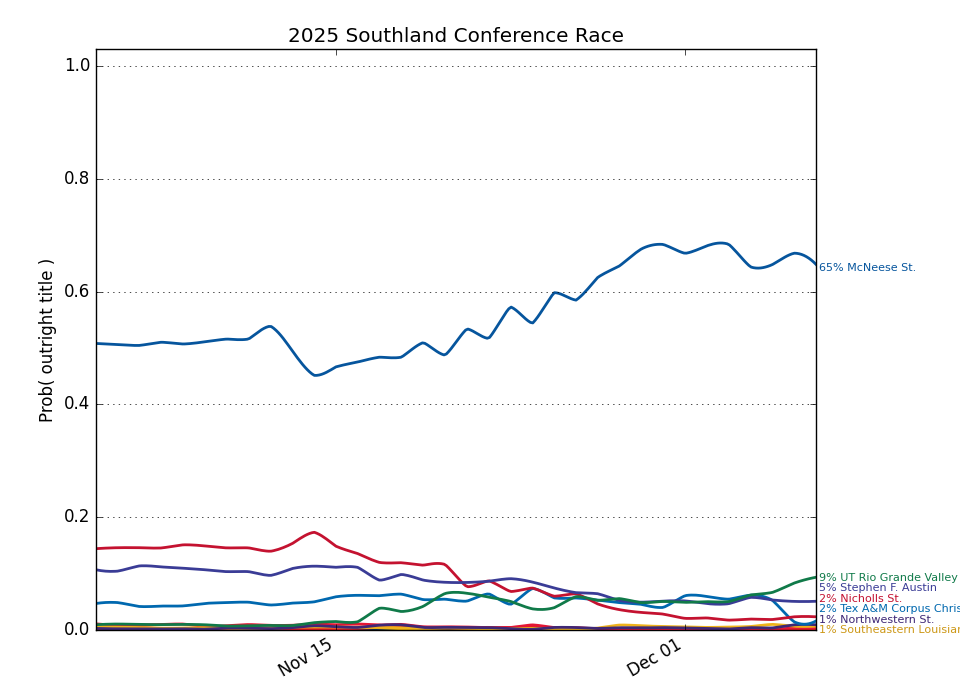 2025 Southland Conference Race
Prob( outright title )
1.0
0.8
0.6
0.4
0.2
0.0
Nov 15
Dec 01
65% McNeese St.
9% UT Rio Grande Valley
5% Stephen F. Austin
2% Nicholls St.
2% Tex A&M Corpus Chris
1% Northwestern St.
1% Southeastern Louisian